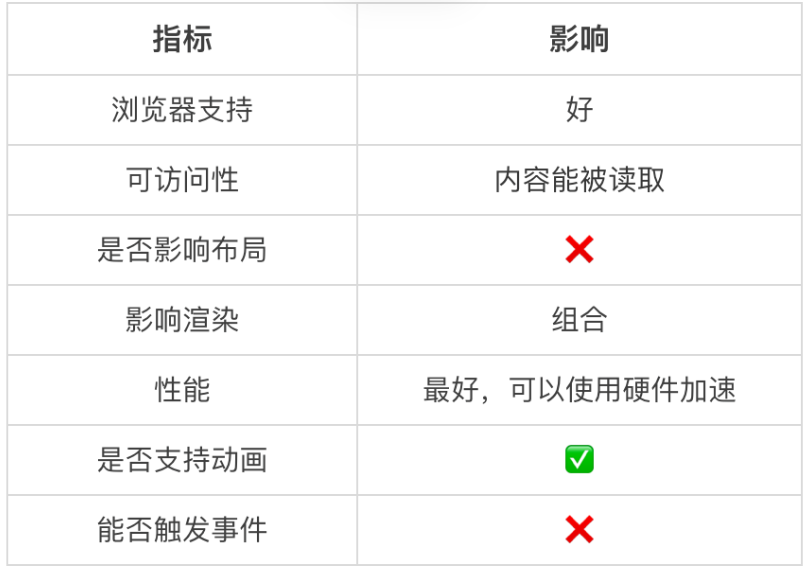 指标 影响
浏览器支持 好
可访问性 内容能被读取
是否影响布局 ❌
影响渲染 组合
性能 最好，可以使用硬件加速
是否支持动画 ✅
能否触发事件 ❌